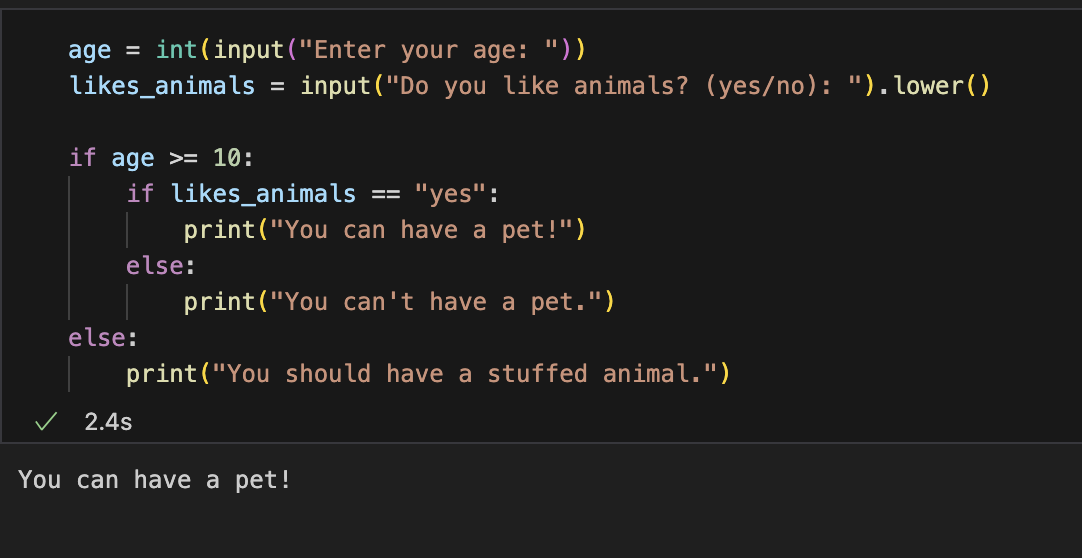 age = int(input("Enter your age: "))
likes_animals = input("Do you like animals? (yes/no): ").lower()
if age >= 10:
    if likes_animals == "yes":
        print("You can have a pet!")
    else:
        print("You can't have a pet.")
else:
    print("You should have a stuffed animal.")
2.4s
You can have a pet!